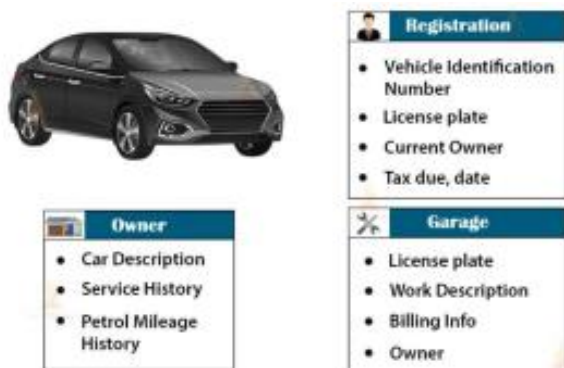 Registration
Vehicle Identification
Number
License plate
Current Owner
Tax due, date
Owner
Car Description
Service History
Petrol Mileage
History
Garage
License plate
Work Description
Billing Info
Owner